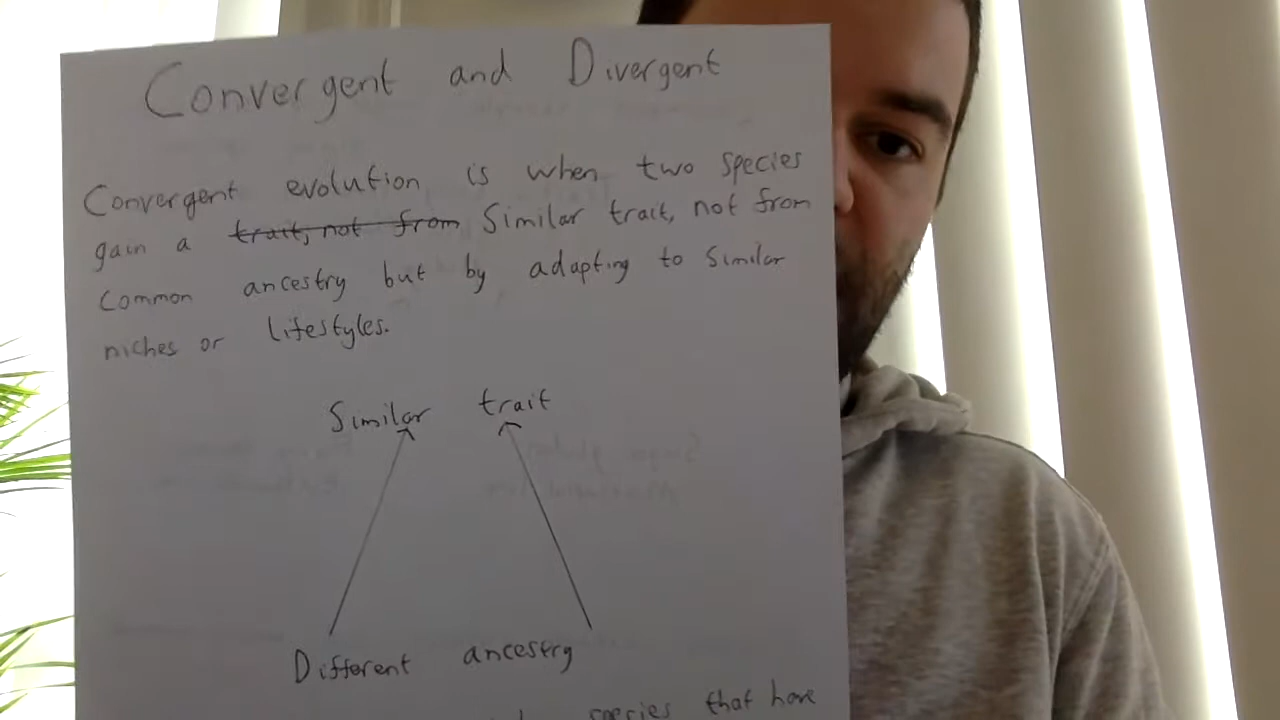 Convergent and Divergent
Convergent evolution is when two species
gain a trait, not from Similar trait, not from
common ancestry but by adapting to similar
niches or lifestyles.
Similar trait
Different ancestry
species that have